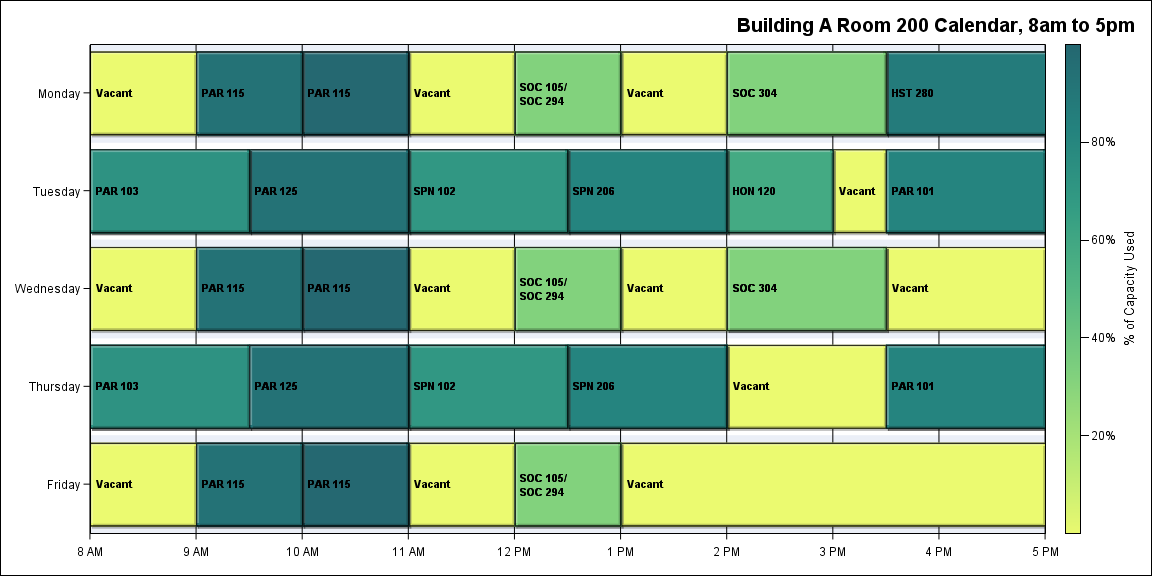 Building A Room 200 Calendar, 8am to 5pm
Monday
Vacant
PAR 115
PAR 115
Vacant
SOC 105/
SOC 294
Vacant
SOC 304
HST 280
Tuesday
PAR 103
PAR 125
SPN 102
SPN 206
HON 120
Vacant
PAR 101
Wednesday
Vacant
PAR 115
PAR 115
Vacant
SOC 105/
SOC 294
Vacant
SOC 304
Vacant
Thursday
PAR 103
PAR 125
SPN 102
SPN 206
Vacant
PAR 101
Friday
Vacant
PAR 115
PAR 115
Vacant
SOC 105/
SOC 294
Vacant
8 AM
9 AM
10 AM
11 AM
12 PM
1 PM
2 PM
3 PM
4 PM
5 PM
80%
60%
40%
20%
% of Capacity Used